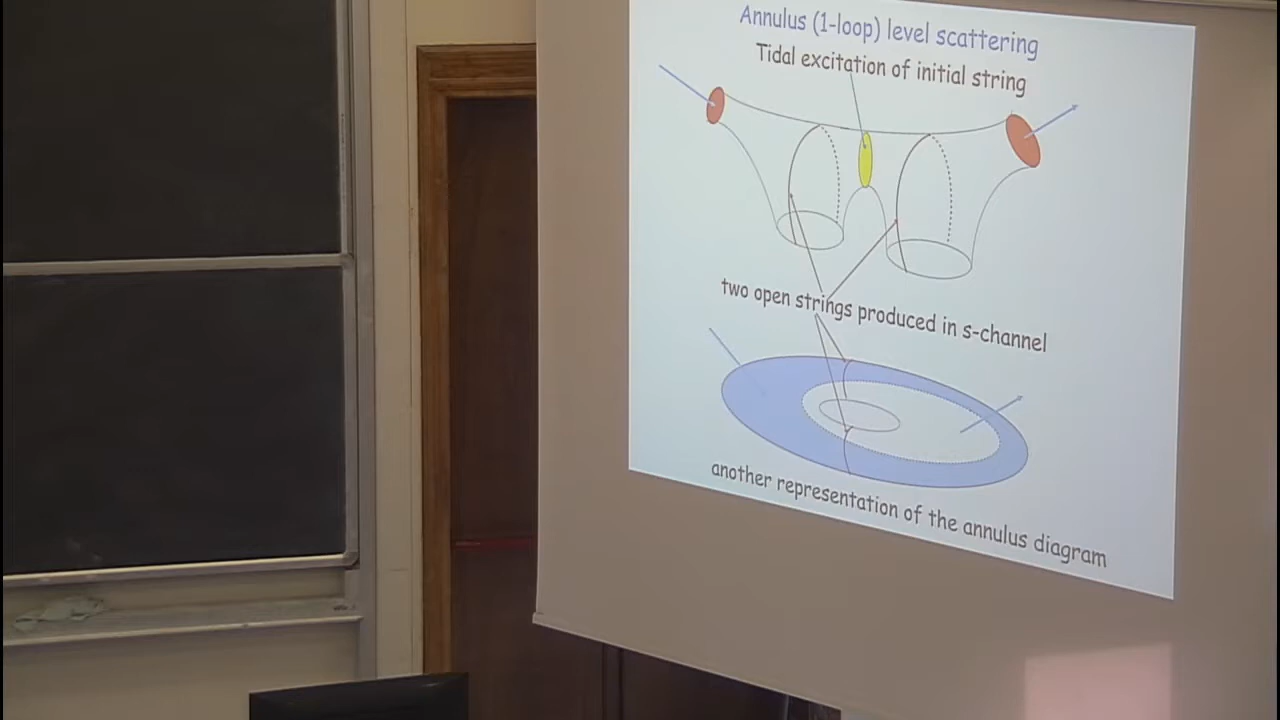 Annulus (1-loop) level scattering
Tidal excitation of initial string
two open strings produced in s-channel
another representation of the annulus diagram